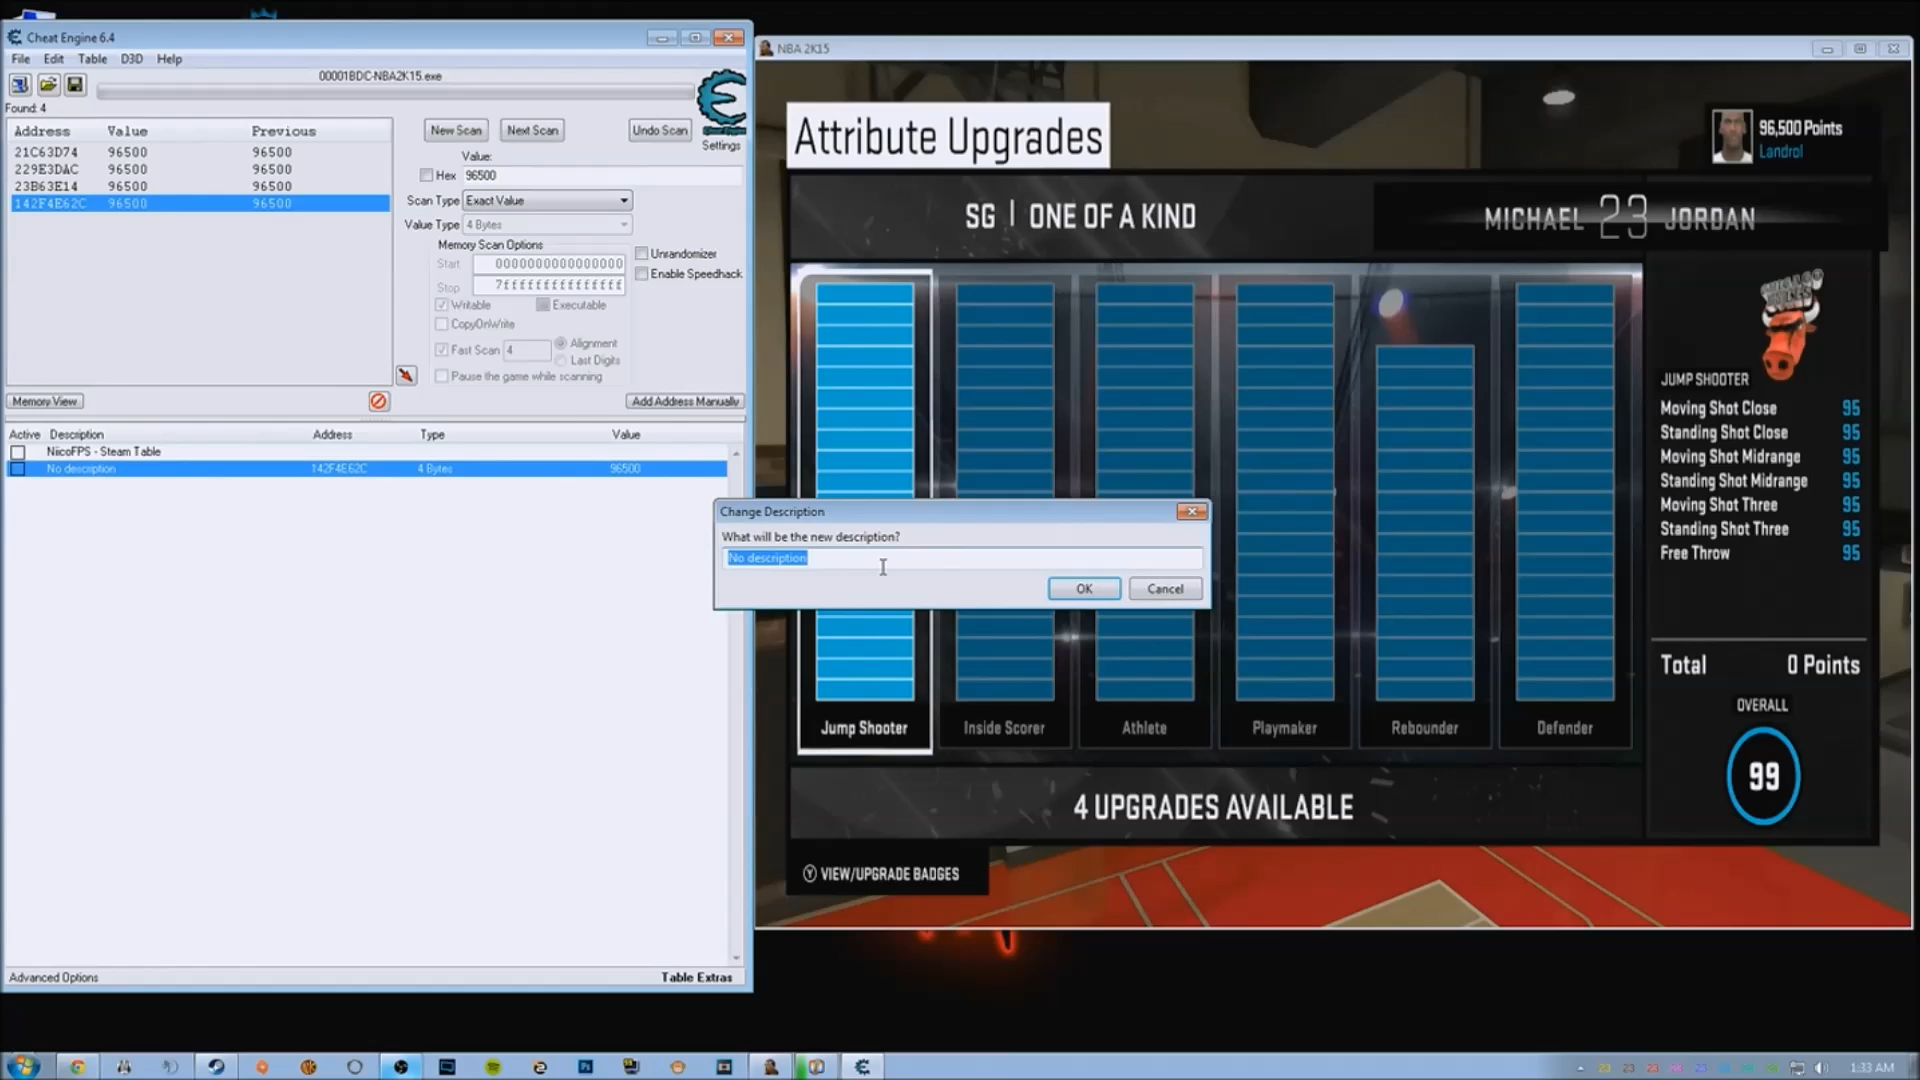 Cheat Engine 6.4
File Edit Table D3D Help
00001BDC-NBA2K15.exe
Found: 4
Address Value Previous
21C63D74 96500 96500
229E3DAC 96500 96500
23B63E14 96500 96500
142F4E62C 96500 96500
New Scan Next Scan Undo Scan
Settings
Value:
Hex 96500
Scan Type Exact Value
Value Type 4 Bytes
Memory Scan Options
Start 0000000000000000
Stop 7fffffffffffffff
Unrandomizer
Enable Speedhack
Writable Executable
CopyOnWrite
Fast Scan 4 Alignment
Last Digits
Pause the game while scanning
Memory View Add Address Manually
Active Description Address Type Value
NiicoFPS - Steam Table
No description 142F4E62C 4 Bytes 96500
Advanced Options Table Extras
NBA 2K15
Attribute Upgrades
96,500 Points
Landrol
SG | ONE OF A KIND
MICHAEL 23 JORDAN
JUMP SHOOTER
Moving Shot Close 95
Standing Shot Close 95
Moving Shot Midrange 95
Standing Shot Midrange 95
Moving Shot Three 95
Standing Shot Three 95
Free Throw 95
Total 0 Points
OVERALL
99
Jump Shooter Inside Scorer Athlete Playmaker Rebounder Defender
4 UPGRADES AVAILABLE
Y VIEW/UPGRADE BADGES
Change Description
What will be the new description?
No description
OK Cancel
1:33 AM